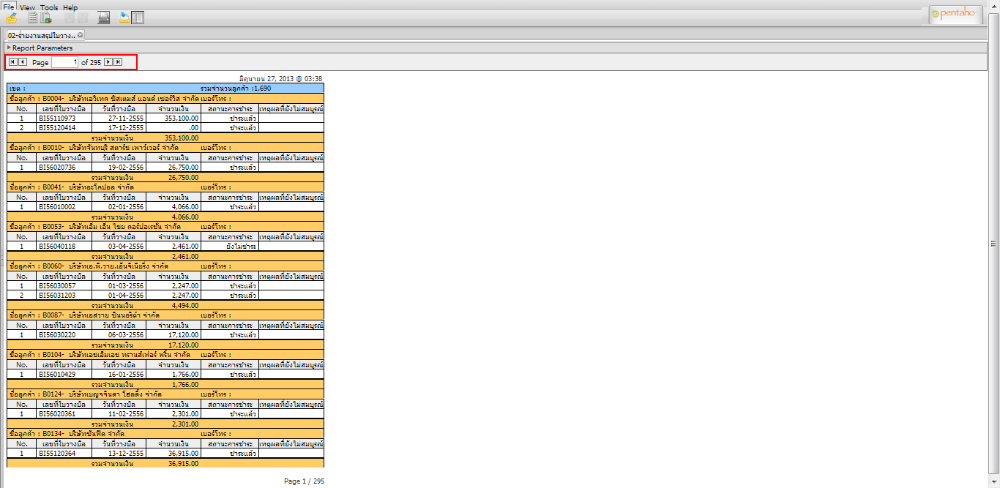 File View Tools Help
pentaho
02-รายงานสรุปใบวาง..
Report Parameters
Page 1 of 295
มิถุนายน 27, 2013 @ 03:38
เขต : รวมจำนวนลูกค้า :1,690
ชื่อลูกค้า : B0004- บริษัทเอวิเทค ซิสเตมส์ แอนด์ เซอร์วิส จำกัด เบอร์โทร :
No. เลขที่ใบวางบิล วันที่วางบิล จำนวนเงิน สถานะการชำระ เหตุผลที่ยังไม่สมบูรณ์
1 BI55110973 27-11-2555 353,100.00 ชำระแล้ว
2 BI55120414 17-12-2555 .00 ชำระแล้ว
รวมจำนวนเงิน 353,100.00
ชื่อลูกค้า : B0010- บริษัทจันทบุรี สตาร์ช เพาว์เวอร์ จำกัด เบอร์โทร :
No. เลขที่ใบวางบิล วันที่วางบิล จำนวนเงิน สถานะการชำระ เหตุผลที่ยังไม่สมบูรณ์
1 BI56020736 19-02-2556 26,750.00 ชำระแล้ว
รวมจำนวนเงิน 26,750.00
ชื่อลูกค้า : B0041- บริษัทอะโคปอล จำกัด เบอร์โทร :
No. เลขที่ใบวางบิล วันที่วางบิล จำนวนเงิน สถานะการชำระ เหตุผลที่ยังไม่สมบูรณ์
1 BI56010002 02-01-2556 4,066.00 ชำระแล้ว
รวมจำนวนเงิน 4,066.00
ชื่อลูกค้า : B0053- บริษัทเอ็ม เอ็น ไชย คอร์ปอเรชั่น จำกัด เบอร์โทร :
No. เลขที่ใบวางบิล วันที่วางบิล จำนวนเงิน สถานะการชำระ เหตุผลที่ยังไม่สมบูรณ์
1 BI56040118 03-04-2556 2,461.00 ยังไม่ชำระ
รวมจำนวนเงิน 2,461.00
ชื่อลูกค้า : B0060- บริษัทเอ.พี.วาย.เอ็นจิเนียริ่ง จำกัด เบอร์โทร :
No. เลขที่ใบวางบิล วันที่วางบิล จำนวนเงิน สถานะการชำระ เหตุผลที่ยังไม่สมบูรณ์
1 BI56030057 01-03-2556 2,247.00 ชำระแล้ว
2 BI56031203 01-04-2556 2,247.00 ชำระแล้ว
รวมจำนวนเงิน 4,494.00
ชื่อลูกค้า : B0087- บริษัทเอสวาย ซินนอริต้า จำกัด เบอร์โทร :
No. เลขที่ใบวางบิล วันที่วางบิล จำนวนเงิน สถานะการชำระ เหตุผลที่ยังไม่สมบูรณ์
1 BI56030220 06-03-2556 17,120.00 ชำระแล้ว
รวมจำนวนเงิน 17,120.00
ชื่อลูกค้า : B0104- บริษัทเอชเอ็มเอช ทรานส์เฟอร์ พริ้น จำกัด เบอร์โทร :
No. เลขที่ใบวางบิล วันที่วางบิล จำนวนเงิน สถานะการชำระ เหตุผลที่ยังไม่สมบูรณ์
1 BI56010429 16-01-2556 1,766.00 ชำระแล้ว
รวมจำนวนเงิน 1,766.00
ชื่อลูกค้า : B0124- บริษัทเบญจจินดา โฮลดิ้ง จำกัด เบอร์โทร :
No. เลขที่ใบวางบิล วันที่วางบิล จำนวนเงิน สถานะการชำระ เหตุผลที่ยังไม่สมบูรณ์
1 BI56020361 11-02-2556 2,301.00 ชำระแล้ว
รวมจำนวนเงิน 2,301.00
ชื่อลูกค้า : B0134- บริษัทซันฟีด จำกัด เบอร์โทร :
No. เลขที่ใบวางบิล วันที่วางบิล จำนวนเงิน สถานะการชำระ เหตุผลที่ยังไม่สมบูรณ์
1 BI55120364 13-12-2555 36,915.00 ชำระแล้ว
รวมจำนวนเงิน 36,915.00
Page 1 / 295